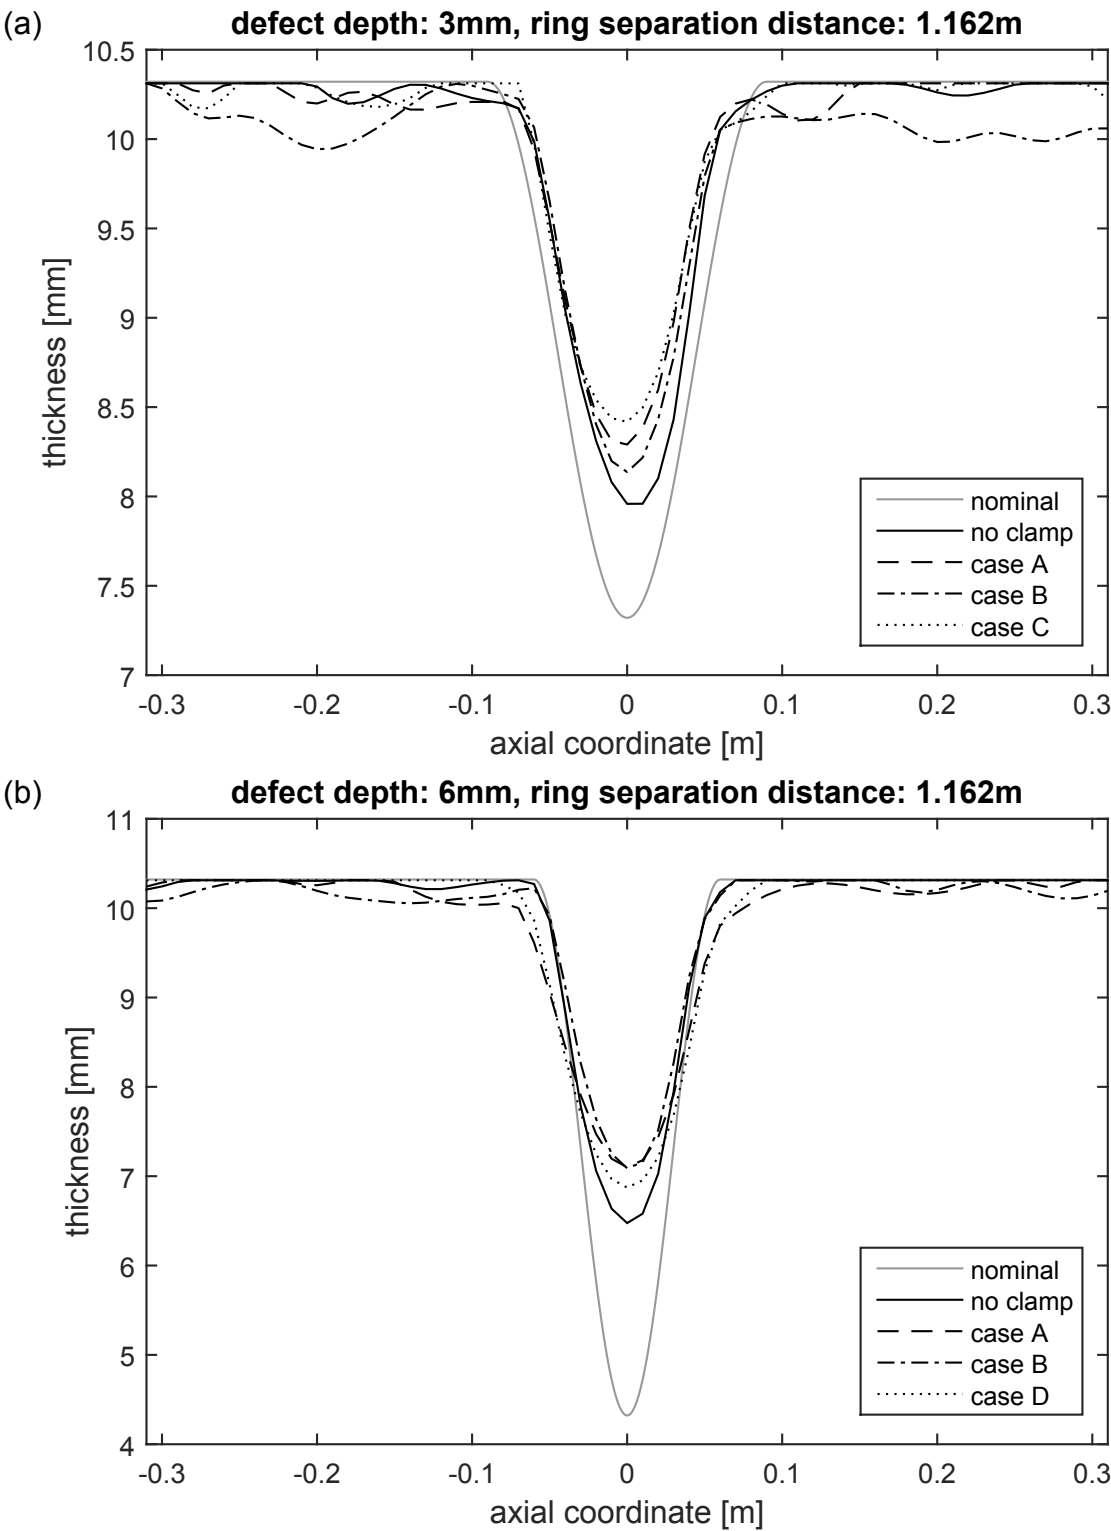 (a)
defect depth: 3mm, ring separation distance: 1.162m
10.5
10
9.5
9
8.5
8
7.5
7
thickness [mm]
-0.3 -0.2 -0.1 0 0.1 0.2 0.3
axial coordinate [m]
nominal
no clamp
case A
case B
case C
(b)
defect depth: 6mm, ring separation distance: 1.162m
11
10
9
8
7
6
5
4
thickness [mm]
-0.3 -0.2 -0.1 0 0.1 0.2 0.3
axial coordinate [m]
nominal
no clamp
case A
case B
case D